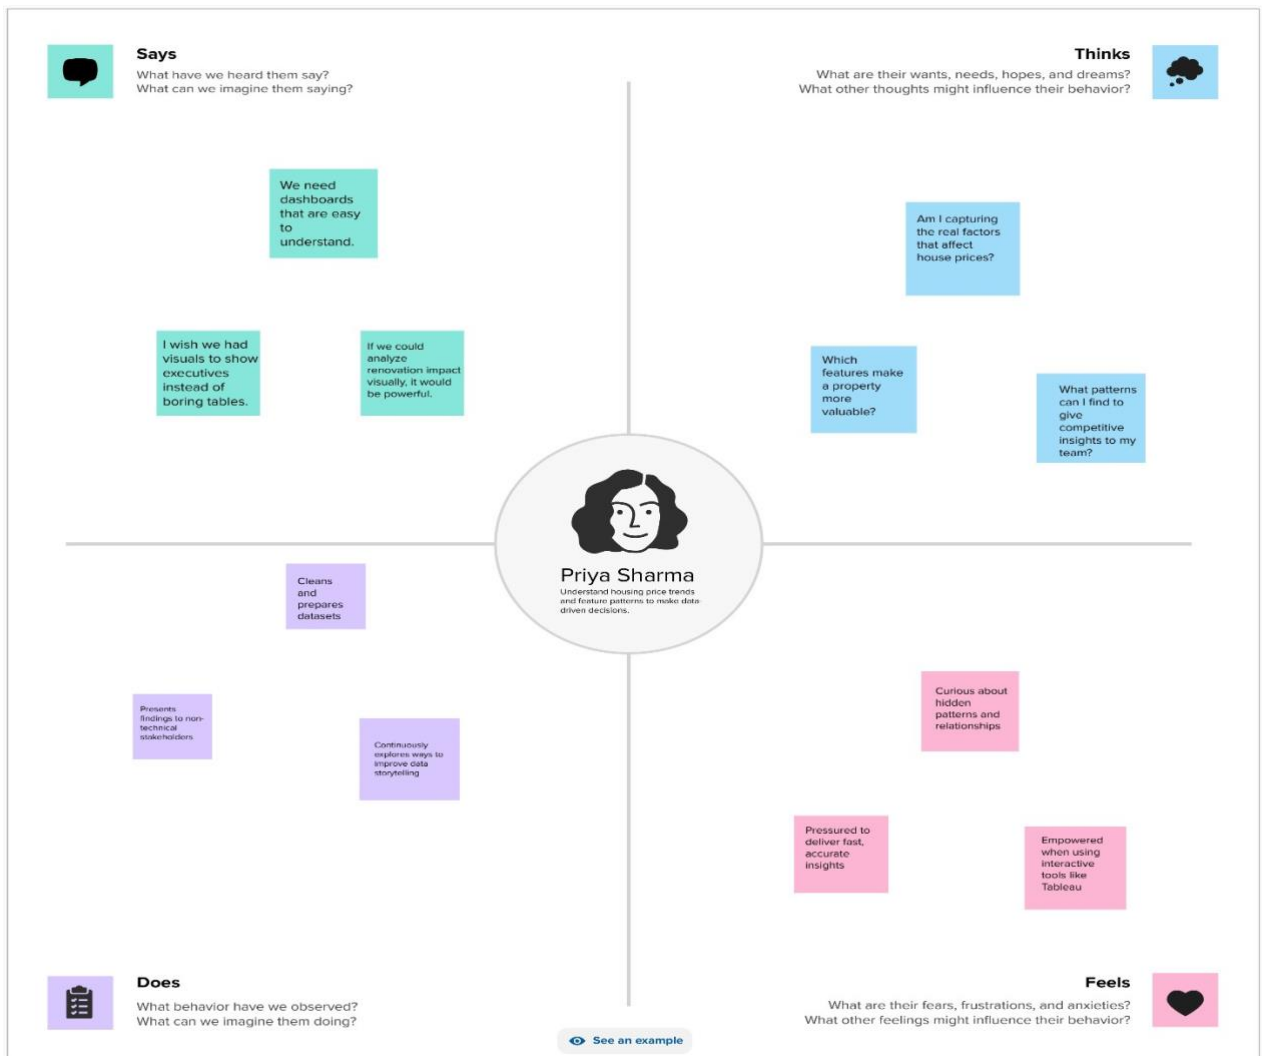 Says
What have we heard them say?
What can we imagine them saying?
Thinks
What are their wants, needs, hopes, and dreams?
What other thoughts might influence their behavior?
We need
dashboards
that are easy
to
understand.
I wish we had
visuals to show
executives
instead of
boring tables.
If we could
analyze
renovation impact
visually, it would
be powerful.
Am I capturing
the real factors
that affect
house prices?
Which
features make
a property
more
valuable?
What patterns
can I find to
give
competitive
insights to my
team?
Priya Sharma
Understand housing price trends
and feature patterns to make data-
driven decisions.
Cleans
and
prepares
datasets
Presents
findings to non-
technical
stakeholders
Continuously
explores ways to
improve data
storytelling
Curious about
hidden
patterns and
relationships
Pressured to
deliver fast,
accurate
insights
Empowered
when using
interactive
tools like
Tableau
Does
What behavior have we observed?
What can we imagine them doing?
Feels
What are their fears, frustrations, and anxieties?
What other feelings might influence their behavior?
See an example